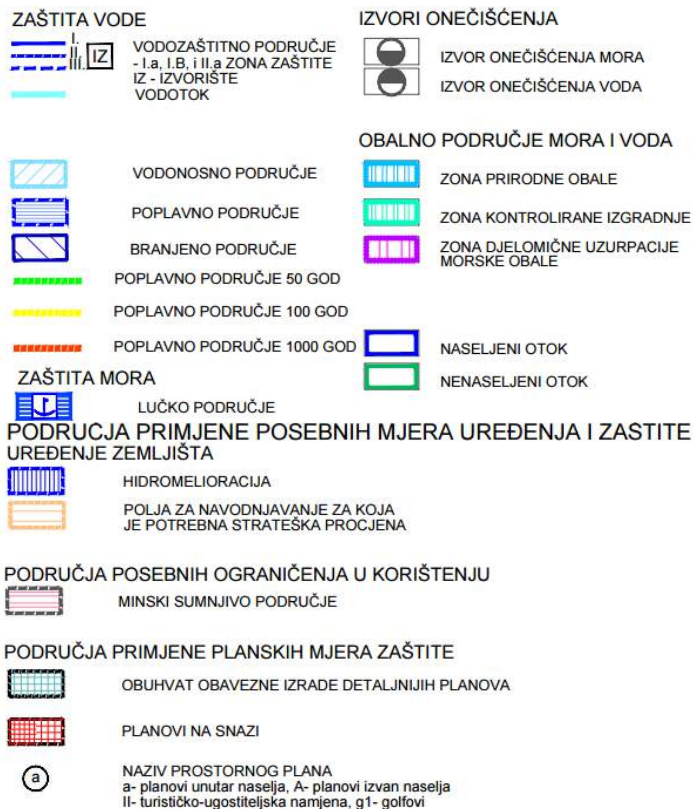 ZAŠTITA VODE
I.
II.
III.
IZ
VODOZAŠTITNO PODRUČJE
- I.a, I.B, i II.a ZONA ZAŠTITE
IZ - IZVORIŠTE
VODOTOK
VODONOSNO PODRUČJE
POPLAVNO PODRUČJE
BRANJENO PODRUČJE
POPLAVNO PODRUČJE 50 GOD
POPLAVNO PODRUČJE 100 GOD
POPLAVNO PODRUČJE 1000 GOD
ZAŠTITA MORA
LUČKO PODRUČJE
IZVORI ONEČIŠĆENJA
IZVOR ONEČIŠĆENJA MORA
IZVOR ONEČIŠĆENJA VODA
OBALNO PODRUČJE MORA I VODA
ZONA PRIRODNE OBALE
ZONA KONTROLIRANE IZGRADNJE
ZONA DJELOMIČNE UZURPACIJE
MORSKE OBALE
NASELJENI OTOK
NENASELJENI OTOK
PODRUCJA PRIMJENE POSEBNIH MJERA UREĐENJA I ZASTITE
UREĐENJE ZEMLJIŠTA
HIDROMELIORACIJA
POLJA ZA NAVODNJAVANJE ZA KOJA
JE POTREBNA STRATEŠKA PROCJENA
PODRUČJA POSEBNIH OGRANIČENJA U KORIŠTENJU
MINSKI SUMNJIVO PODRUČJE
PODRUČJA PRIMJENE PLANSKIH MJERA ZAŠTITE
OBUHVAT OBAVEZNE IZRADE DETALJNIJIH PLANOVA
PLANOVI NA SNAZI
a
NAZIV PROSTORNOG PLANA
a- planovi unutar naselja, A- planovi izvan naselja
II- turističko-ugostiteljska namjena, g1- golfovi